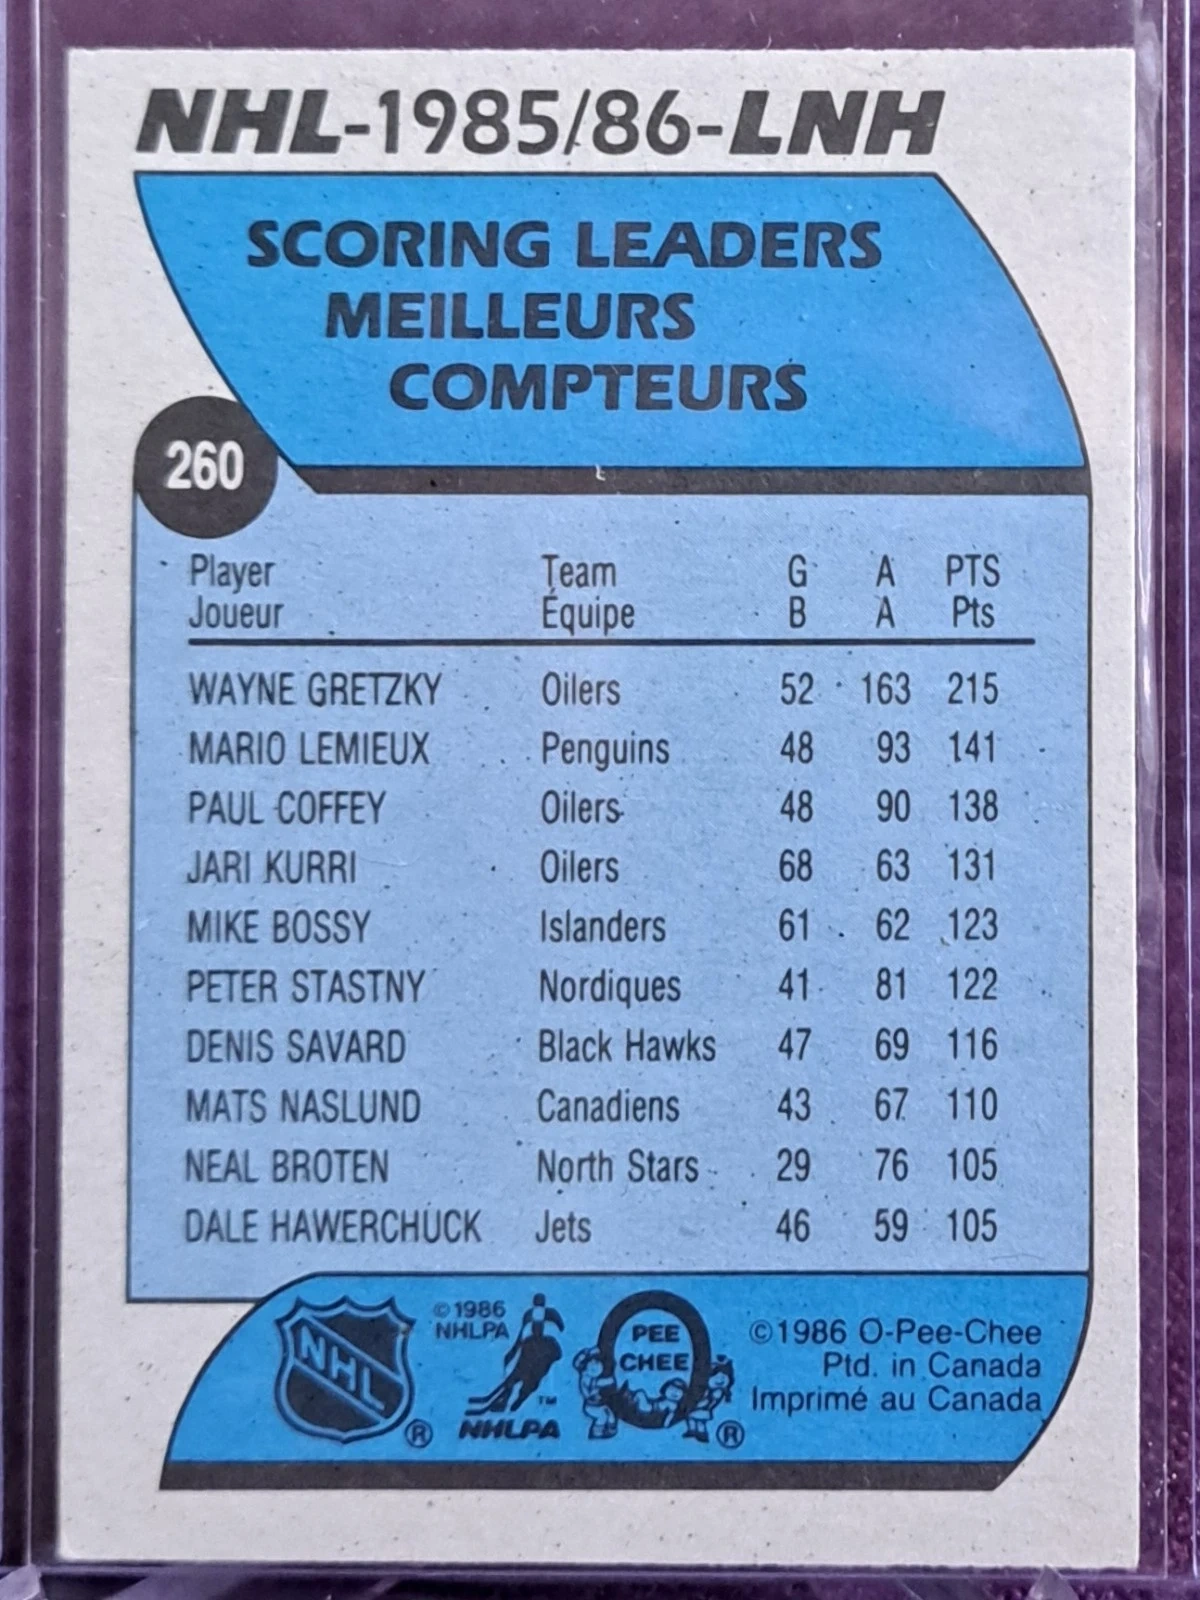 NHL-1985/86-LNH
SCORING LEADERS
MEILLEURS
COMPTEURS
260
Player Team G A PTS
Joueur Équipe B A Pts
WAYNE GRETZKY Oilers 52 163 215
MARIO LEMIEUX Penguins 48 93 141
PAUL COFFEY Oilers 48 90 138
JARI KURRI Oilers 68 63 131
MIKE BOSSY Islanders 61 62 123
PETER STASTNY Nordiques 41 81 122
DENIS SAVARD Black Hawks 47 69 116
MATS NASLUND Canadiens 43 67 110
NEAL BROTEN North Stars 29 76 105
DALE HAWERCHUCK Jets 46 59 105
NHL ®
© 1986
NHLPA
NHLPA ™
O
PEE
CHEE ®
© 1986 O-Pee-Chee
Ptd. in Canada
Imprimé au Canada